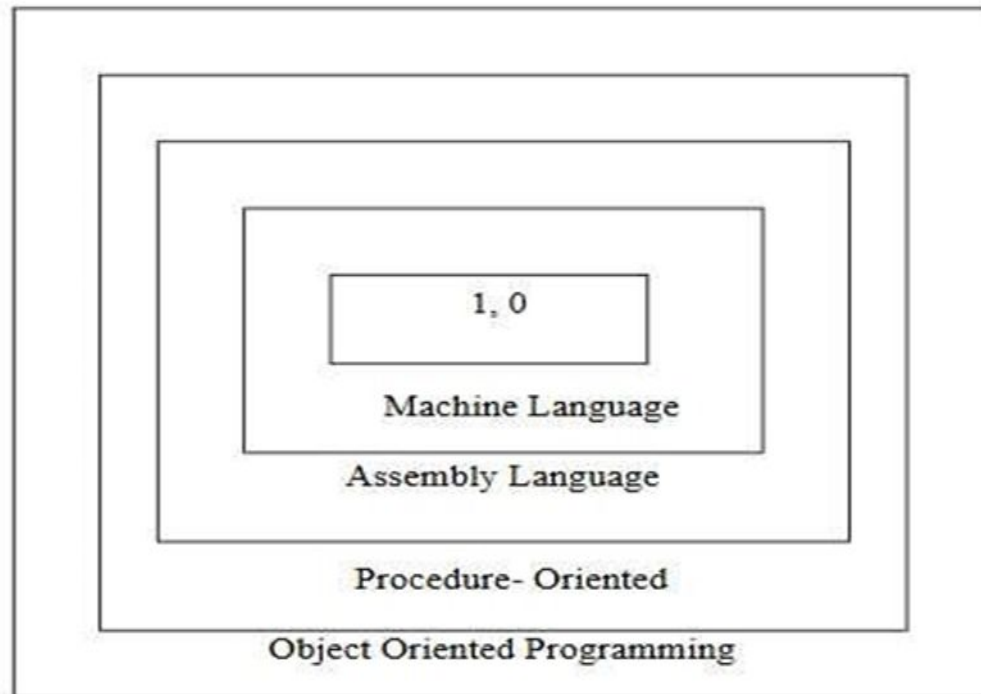 1, 0
Machine Language
Assembly Language
Procedure- Oriented
Object Oriented Programming